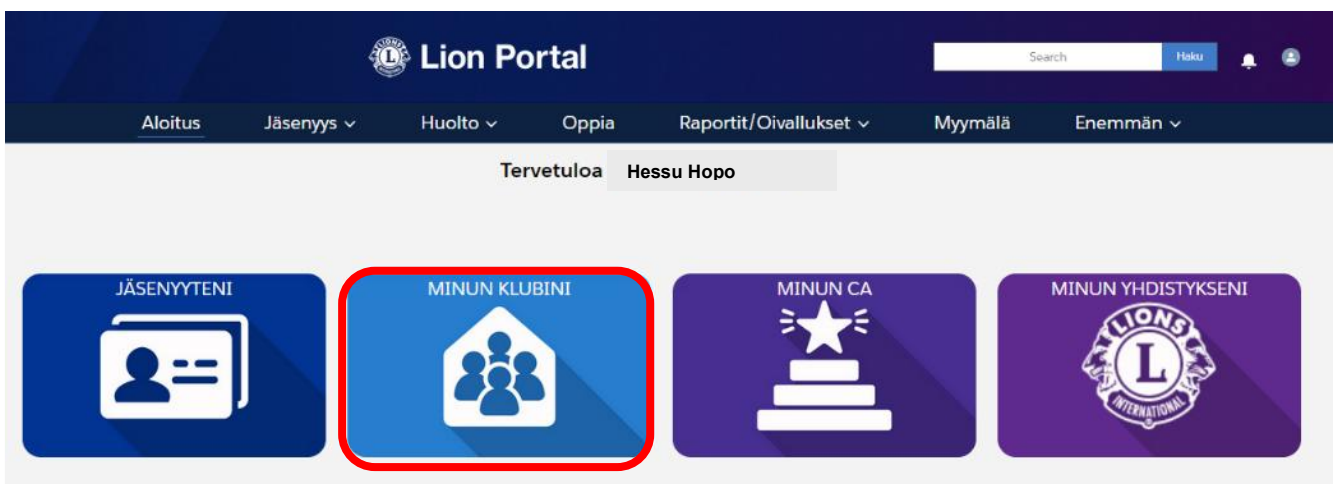 Lion Portal
Search
Haku
Aloitus Jäsenyys Huolto Oppia Raportit/Oivallukset Myymälä Enemmän
Tervetuloa Hessu Hopo
JÄSENYYTENI
MINUN KLUBINI
MINUN CA
MINUN YHDISTYKSENI
LIONS
L
INTERNATIONAL